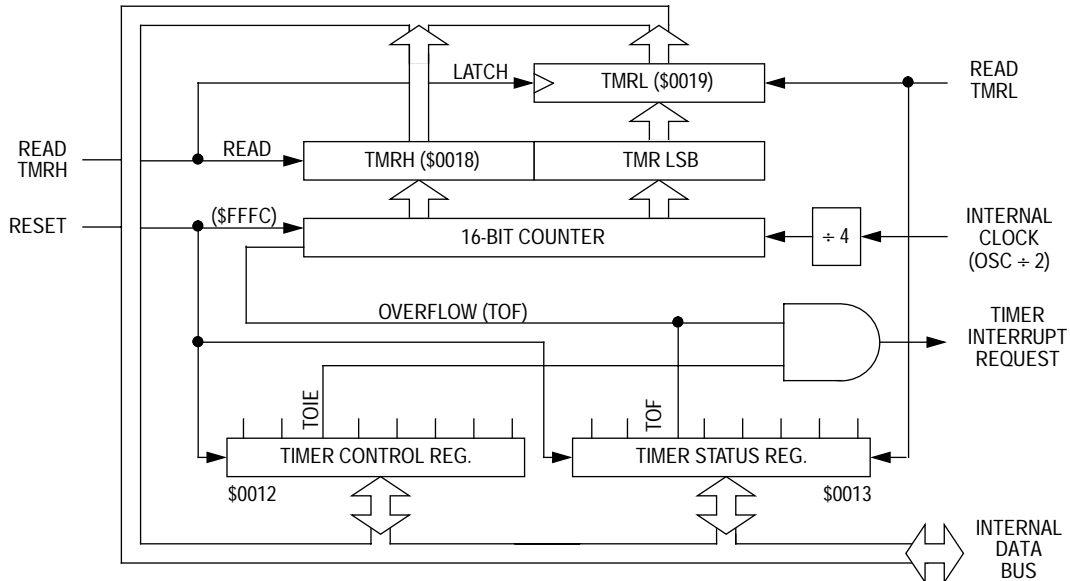 LATCH
TMRL ($0019)
READ
TMRL
READ
TMRH
READ
TMRH ($0018)
TMR LSB
RESET
($FFFC)
16-BIT COUNTER
÷ 4
INTERNAL
CLOCK
(OSC ÷ 2)
OVERFLOW (TOF)
TIMER
INTERRUPT
REQUEST
TOIE
TOF
TIMER CONTROL REG.
TIMER STATUS REG.
$0012
$0013
INTERNAL
DATA
BUS